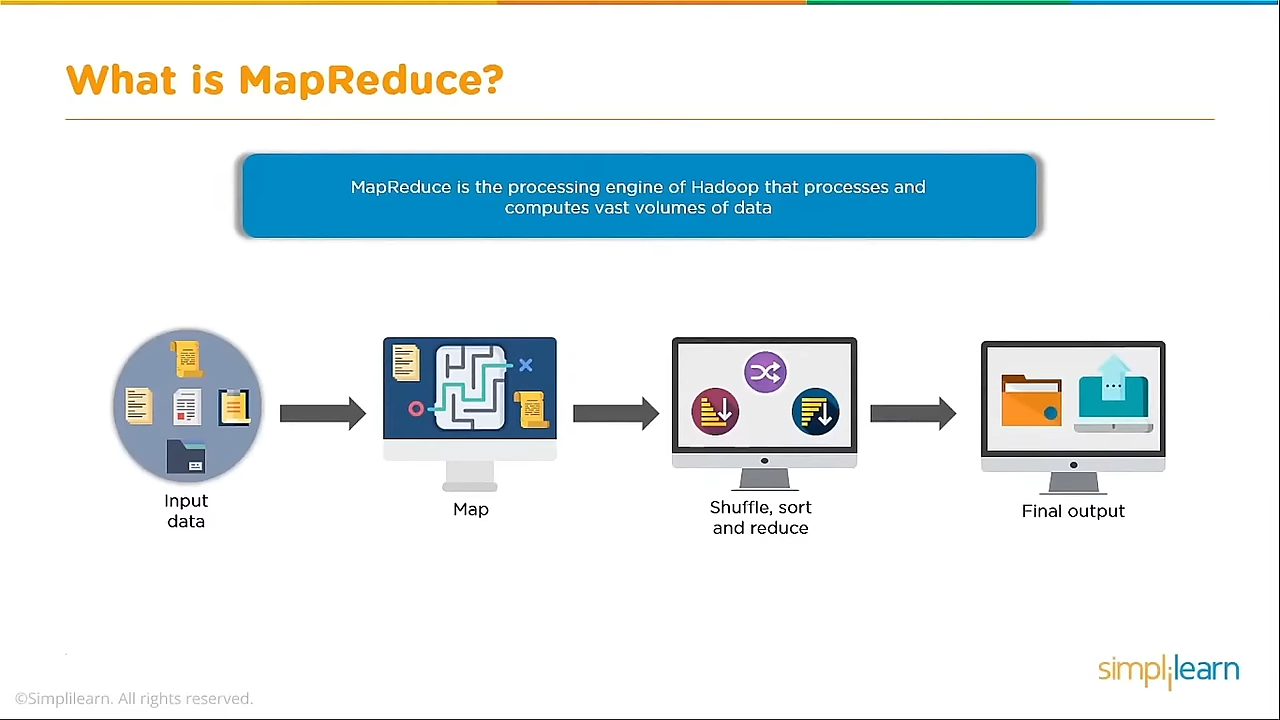 What is MapReduce?
MapReduce is the processing engine of Hadoop that processes and
computes vast volumes of data
Input
data
Map
Shuffle, sort
and reduce
Final output
simplilearn
©Simplilearn. All rights reserved.